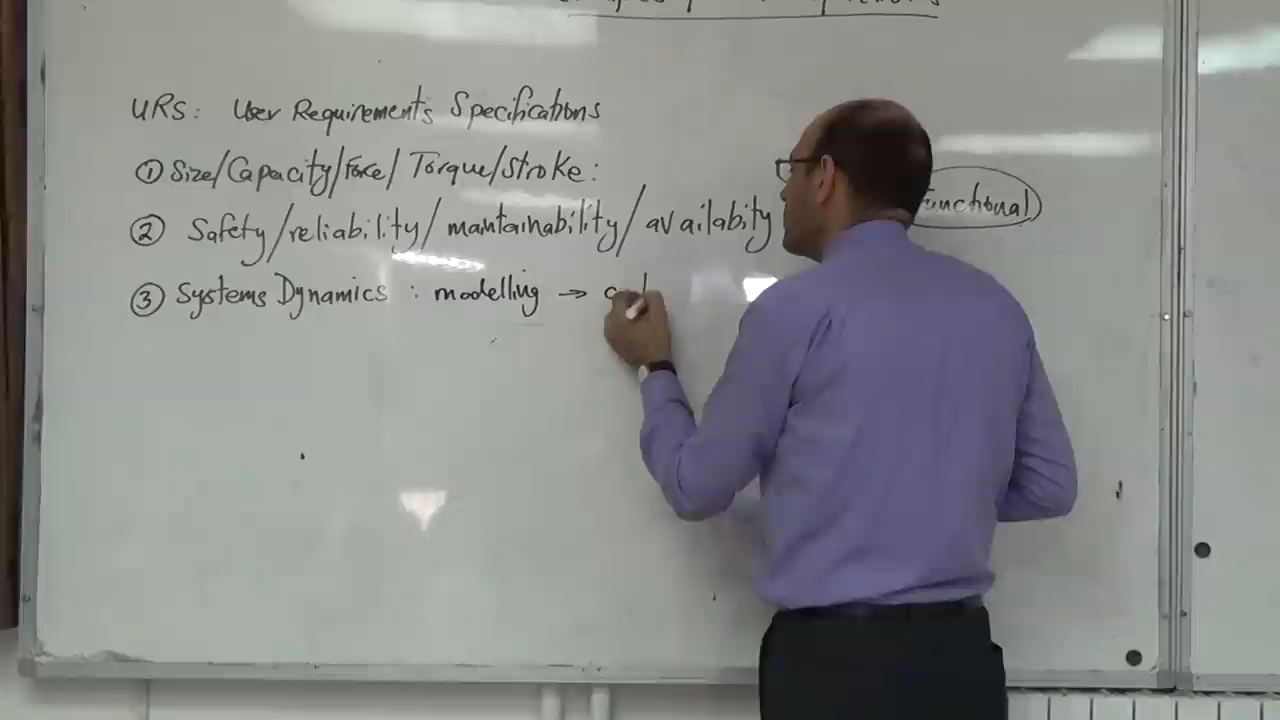 URS: User Requirements Specifications
① Size/Capacity/Force/Torque/stroke:
② Safety/reliability/maintainability/availabity
Functional
③ Systems Dynamics : modelling →